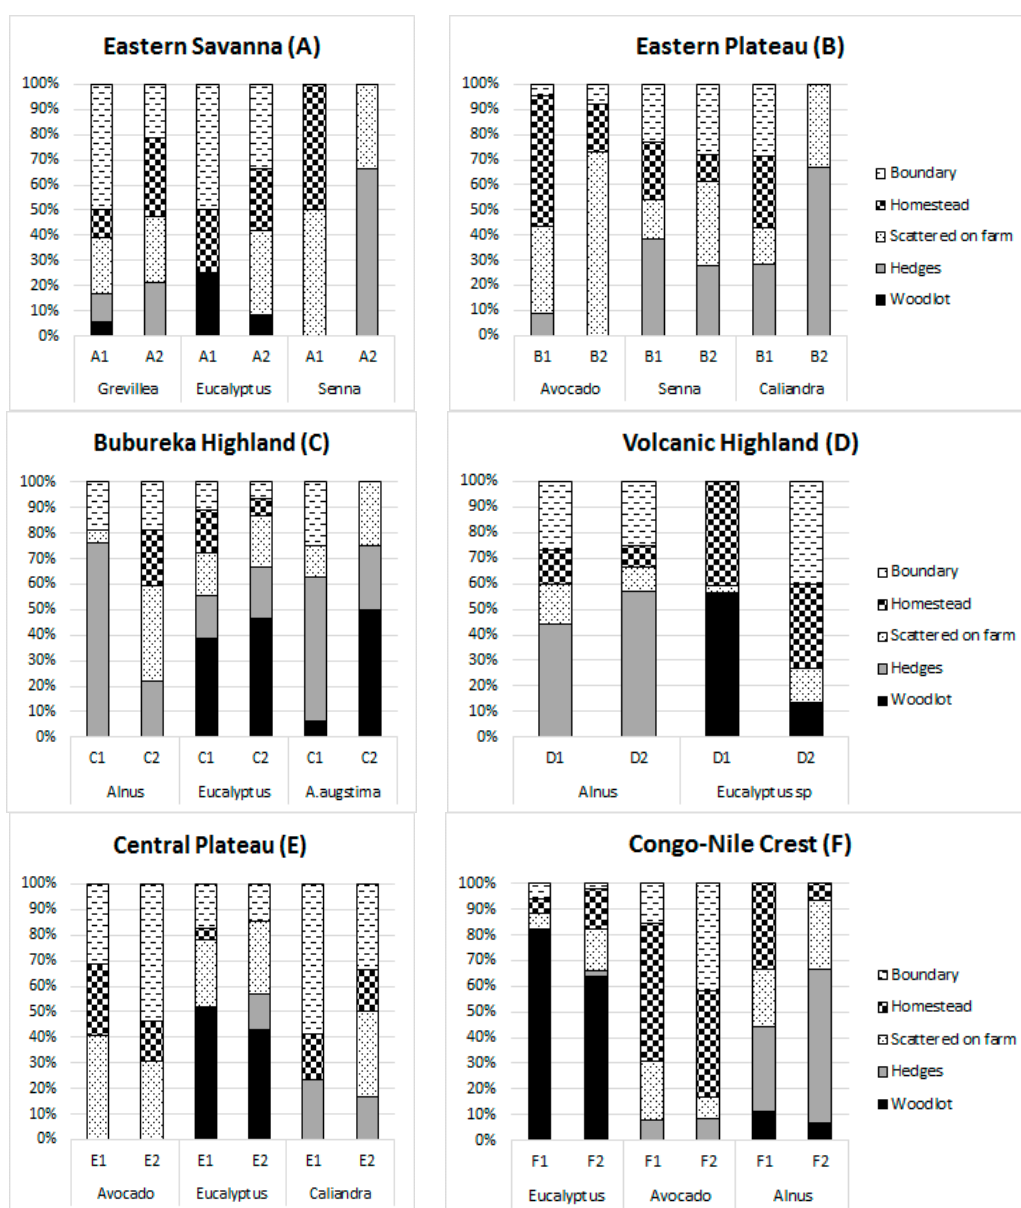 Eastern Savanna (A)
100%
90%
80%
70%
60%
50%
40%
30%
20%
10%
0%
A1 A2 A1 A2 A1 A2
Grevillea Eucalyptus Senna
Eastern Plateau (B)
100%
90%
80%
70%
60%
50%
40%
30%
20%
10%
0%
B1 B2 B1 B2 B1 B2
Avocado Senna Caliandra
Boundary
Homestead
Scattered on farm
Hedges
Woodlot
Bubureka Highland (C)
100%
90%
80%
70%
60%
50%
40%
30%
20%
10%
0%
C1 C2 C1 C2 C1 C2
Alnus Eucalyptus A.augstima
Volcanic Highland (D)
100%
90%
80%
70%
60%
50%
40%
30%
20%
10%
0%
D1 D2 D1 D2
Alnus Eucalyptus sp
Boundary
Homestead
Scattered on farm
Hedges
Woodlot
Central Plateau (E)
100%
90%
80%
70%
60%
50%
40%
30%
20%
10%
0%
E1 E2 E1 E2 E1 E2
Avocado Eucalyptus Caliandra
Congo-Nile Crest (F)
100%
90%
80%
70%
60%
50%
40%
30%
20%
10%
0%
F1 F2 F1 F2 F1 F2
Eucalyptus Avocado Alnus
Boundary
Homestead
Scattered on farm
Hedges
Woodlot